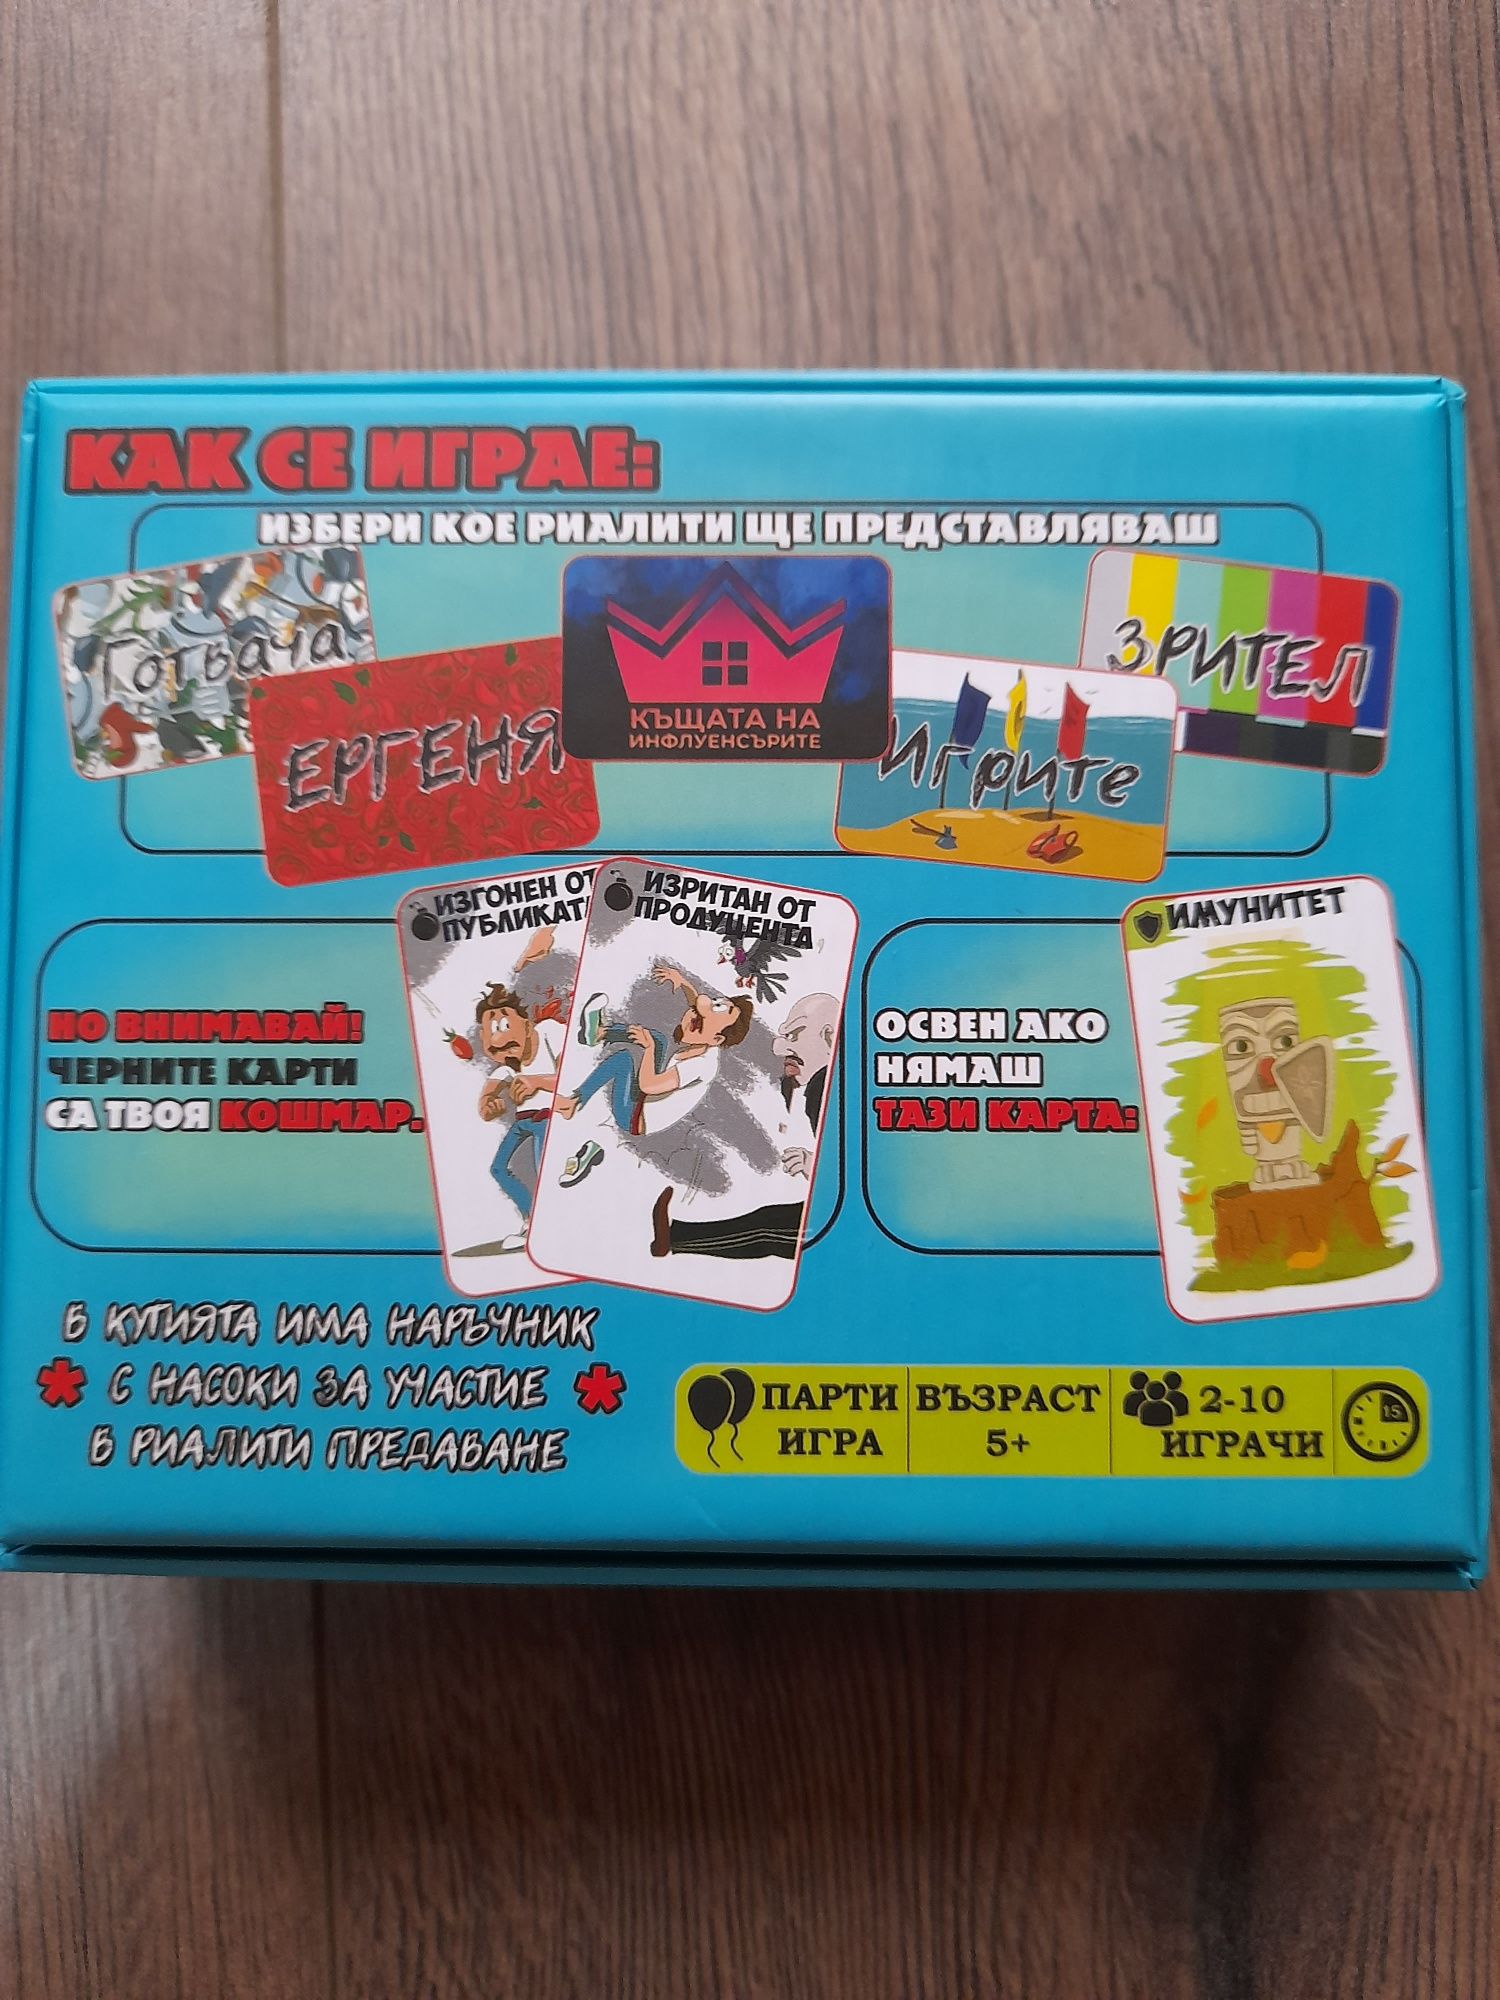 КАК СЕ ИГРАЕ:
ИЗБЕРИ КОЕ РИАЛИТИ ЩЕ ПРЕДСТАВЛЯВАШ
Готвача
ЕРГЕНЯ
КЪЩАТА НА
ИНФЛУЕНСЪРИТЕ
Игрите
ЗРИТЕЛ
НО ВНИМАВАЙ!
ЧЕРНИТЕ КАРТИ
СА ТВОЯ КОШМАР.
ИЗГОНЕН ОТ
ПУБЛИКАТ
ИЗРИТАН ОТ
ПРОДУЦЕНТА
ОСВЕН АКО
НЯМАШ
ТАЗИ КАРТА:
ИМУНИТЕТ
В КУТИЯТА ИМА НАРЪЧНИК
* С НАСОКИ ЗА УЧАСТИЕ *
В РИАЛИТИ ПРЕДАВАНЕ
ПАРТИ
ИГРА
ВЪЗРАСТ
5+
2-10
ИГРАЧИ
15